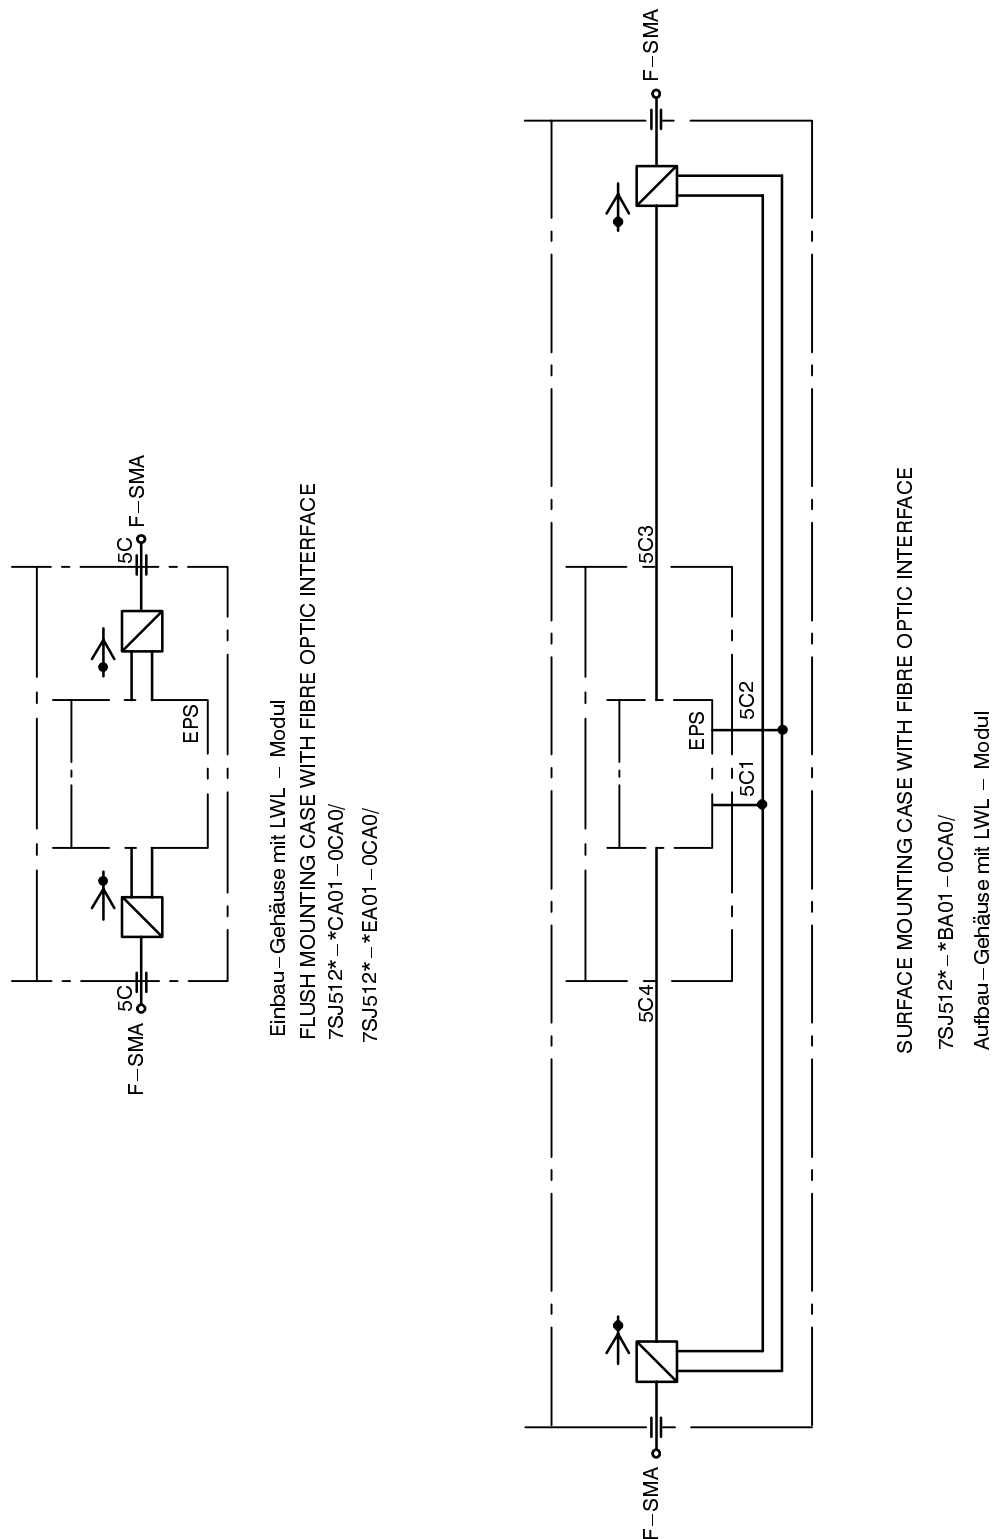 F–SMA
5C
EPS
5C
F–SMA
Einbau–Gehäuse mit LWL – Modul
FLUSH MOUNTING CASE WITH FIBRE OPTIC INTERFACE
7SJ512*–*CA01–0CA0/
7SJ512*–*EA01–0CA0/
F–SMA
5C4
5C3
F–SMA
EPS
5C1
5C2
SURFACE MOUNTING CASE WITH FIBRE OPTIC INTERFACE
7SJ512*–*BA01–0CA0/
Aufbau–Gehäuse mit LWL – Modul